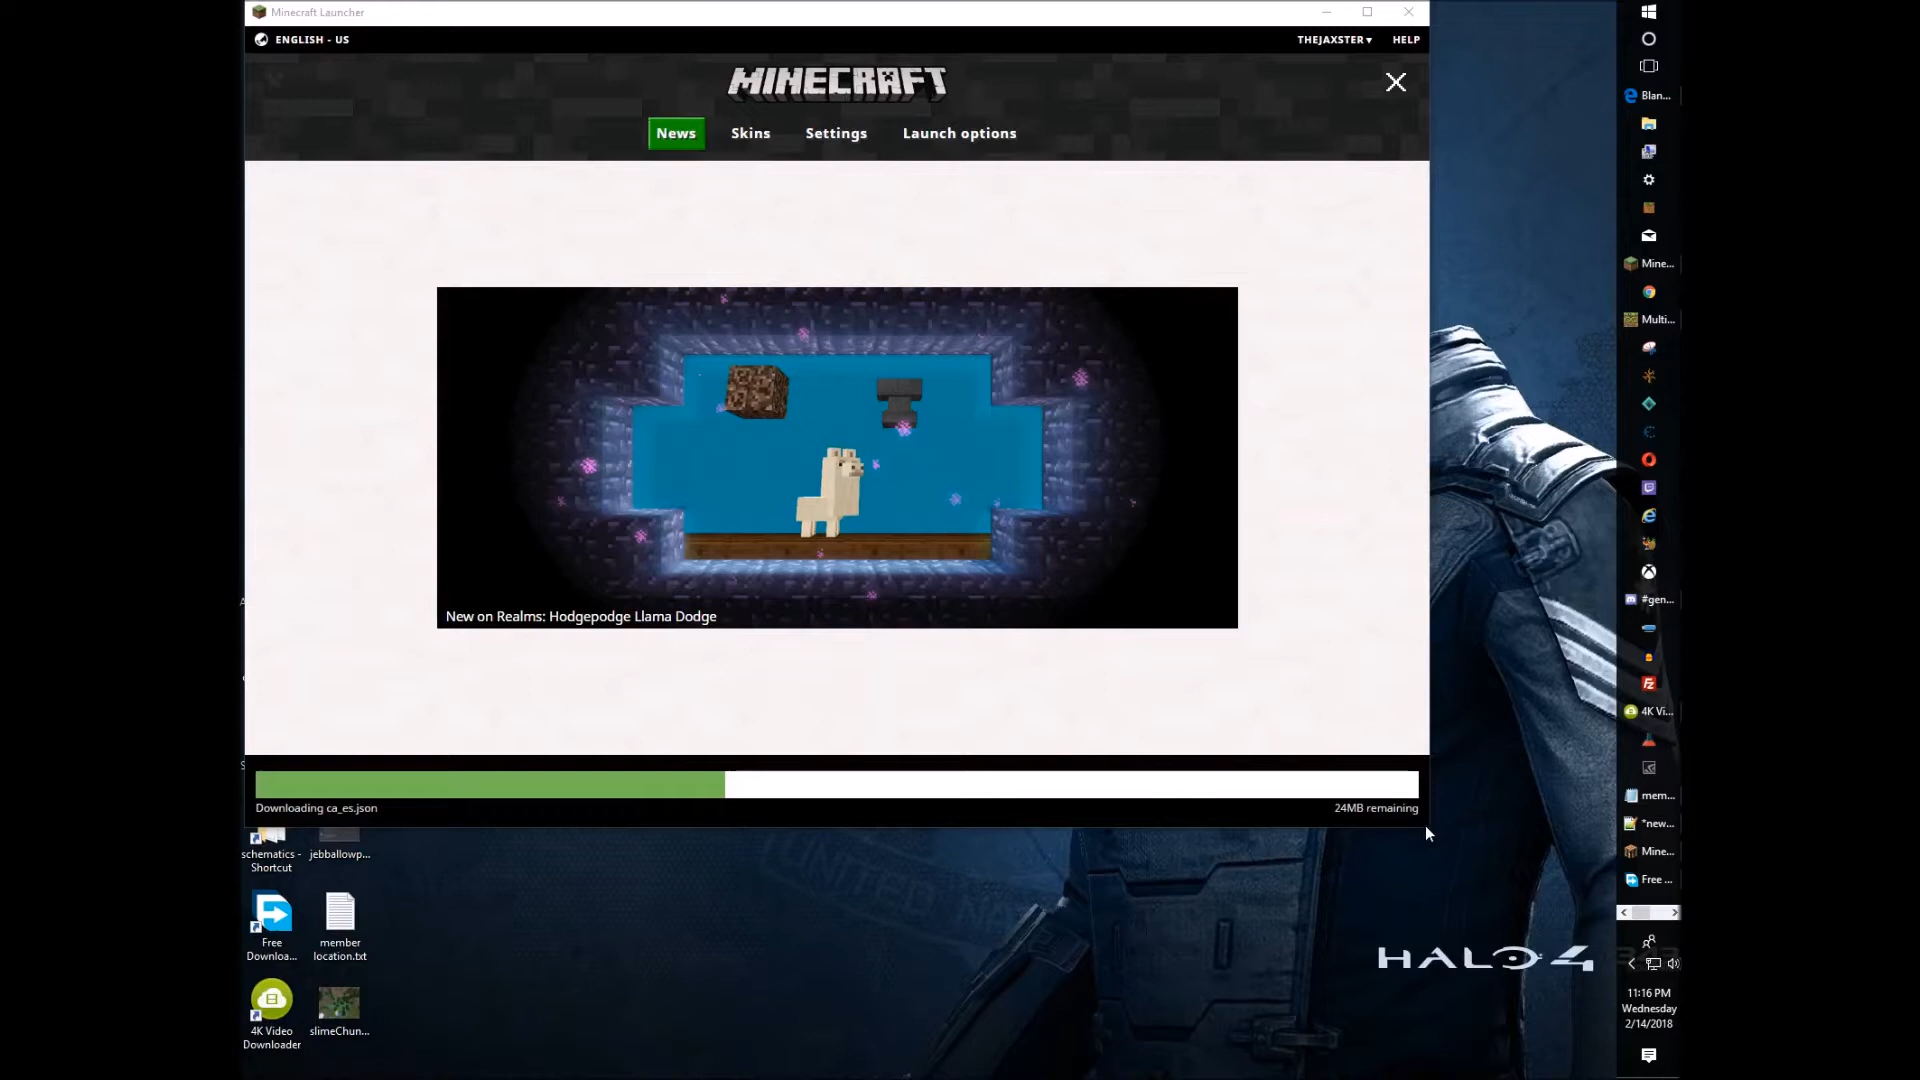 Minecraft Launcher
ENGLISH - US
THEJAXSTER▾ HELP
MINECRAFT
News Skins Settings Launch options
New on Realms: Hodgepodge Llama Dodge
Downloading ca_es.json
24MB remaining
schematics -
Shortcut
jebballowp...
Free
Downloa...
member
location.txt
4K Video
Downloader
slimeChun...
HALO 4
Blan...
Mine...
Multi...
#gen...
4K Vi...
mem...
*new...
Mine...
Free ...
11:16 PM
Wednesday
2/14/2018